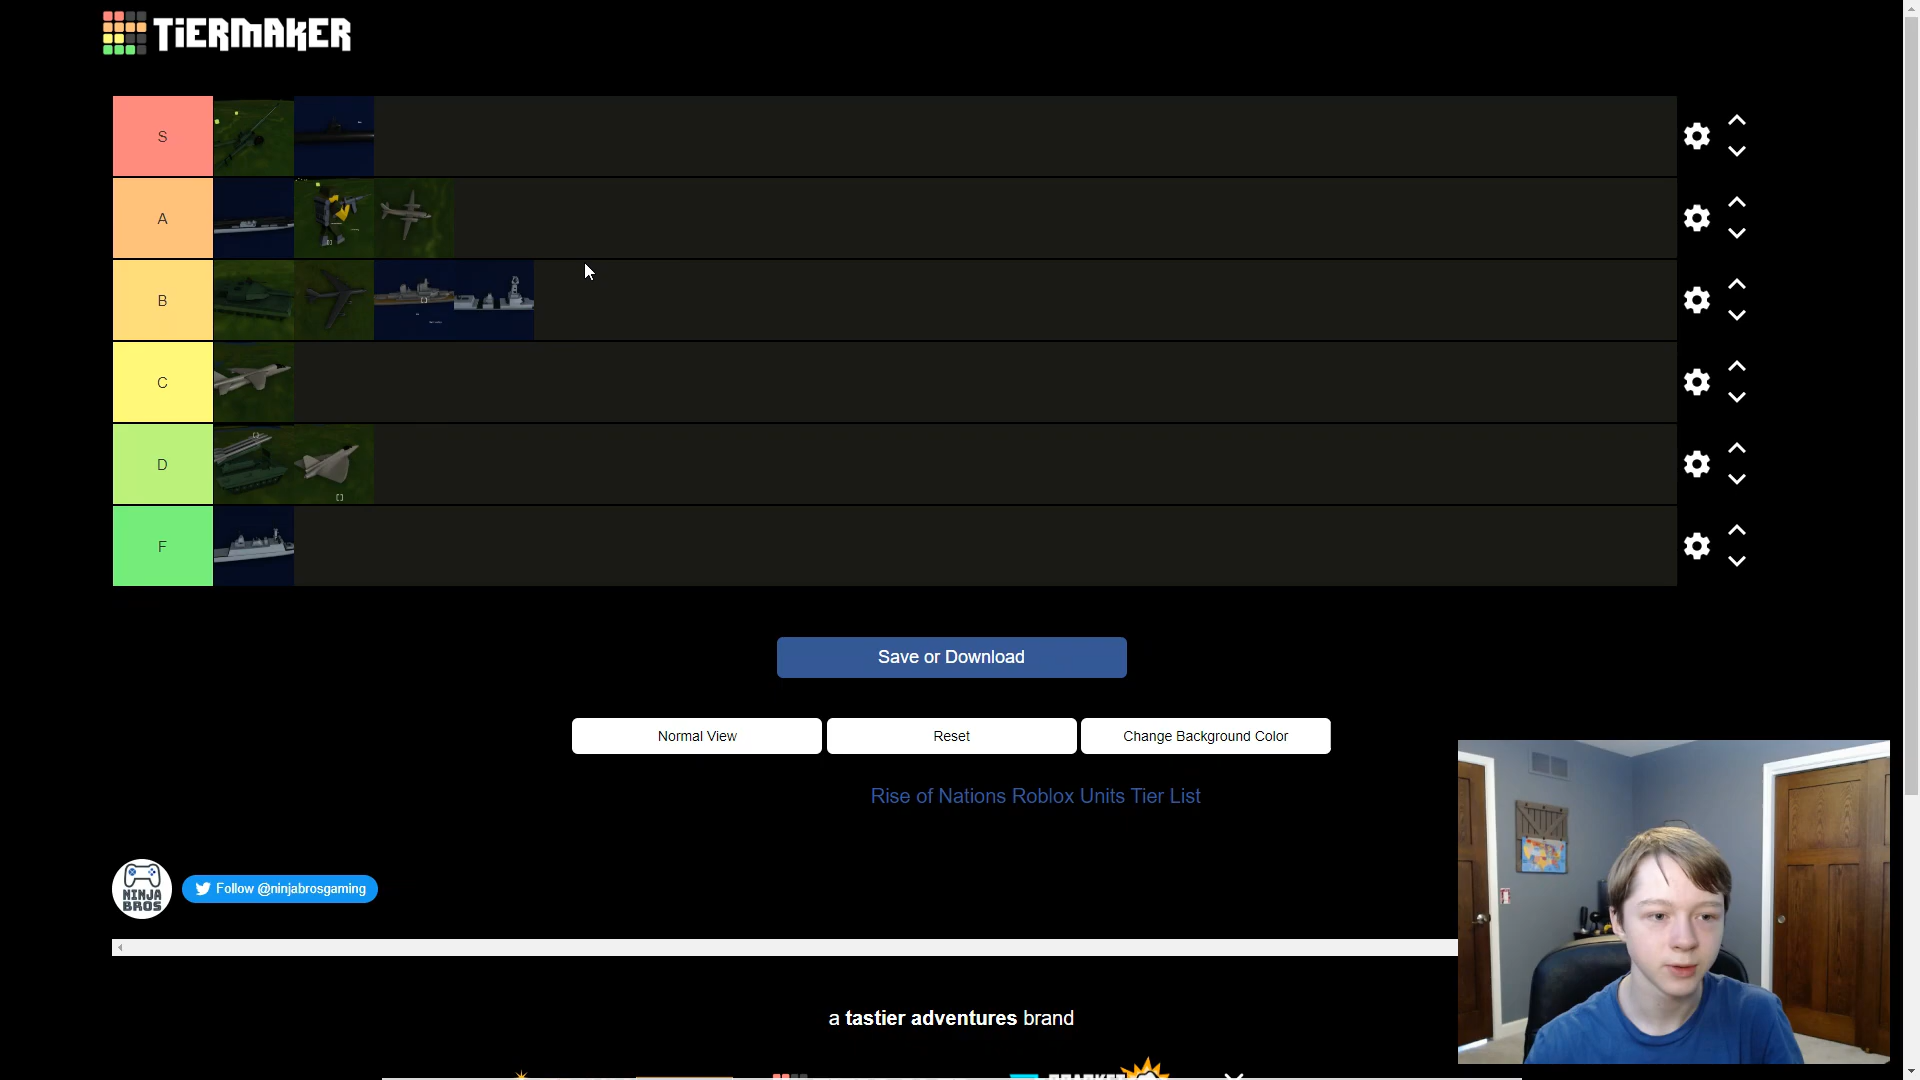 TiERMAKER
S
A
B
C
D
F
Save or Download
Normal View
Reset
Change Background Color
Rise of Nations Roblox Units Tier List
NINJA
BROS
Follow @ninjabrosgaming
a tastier adventures brand